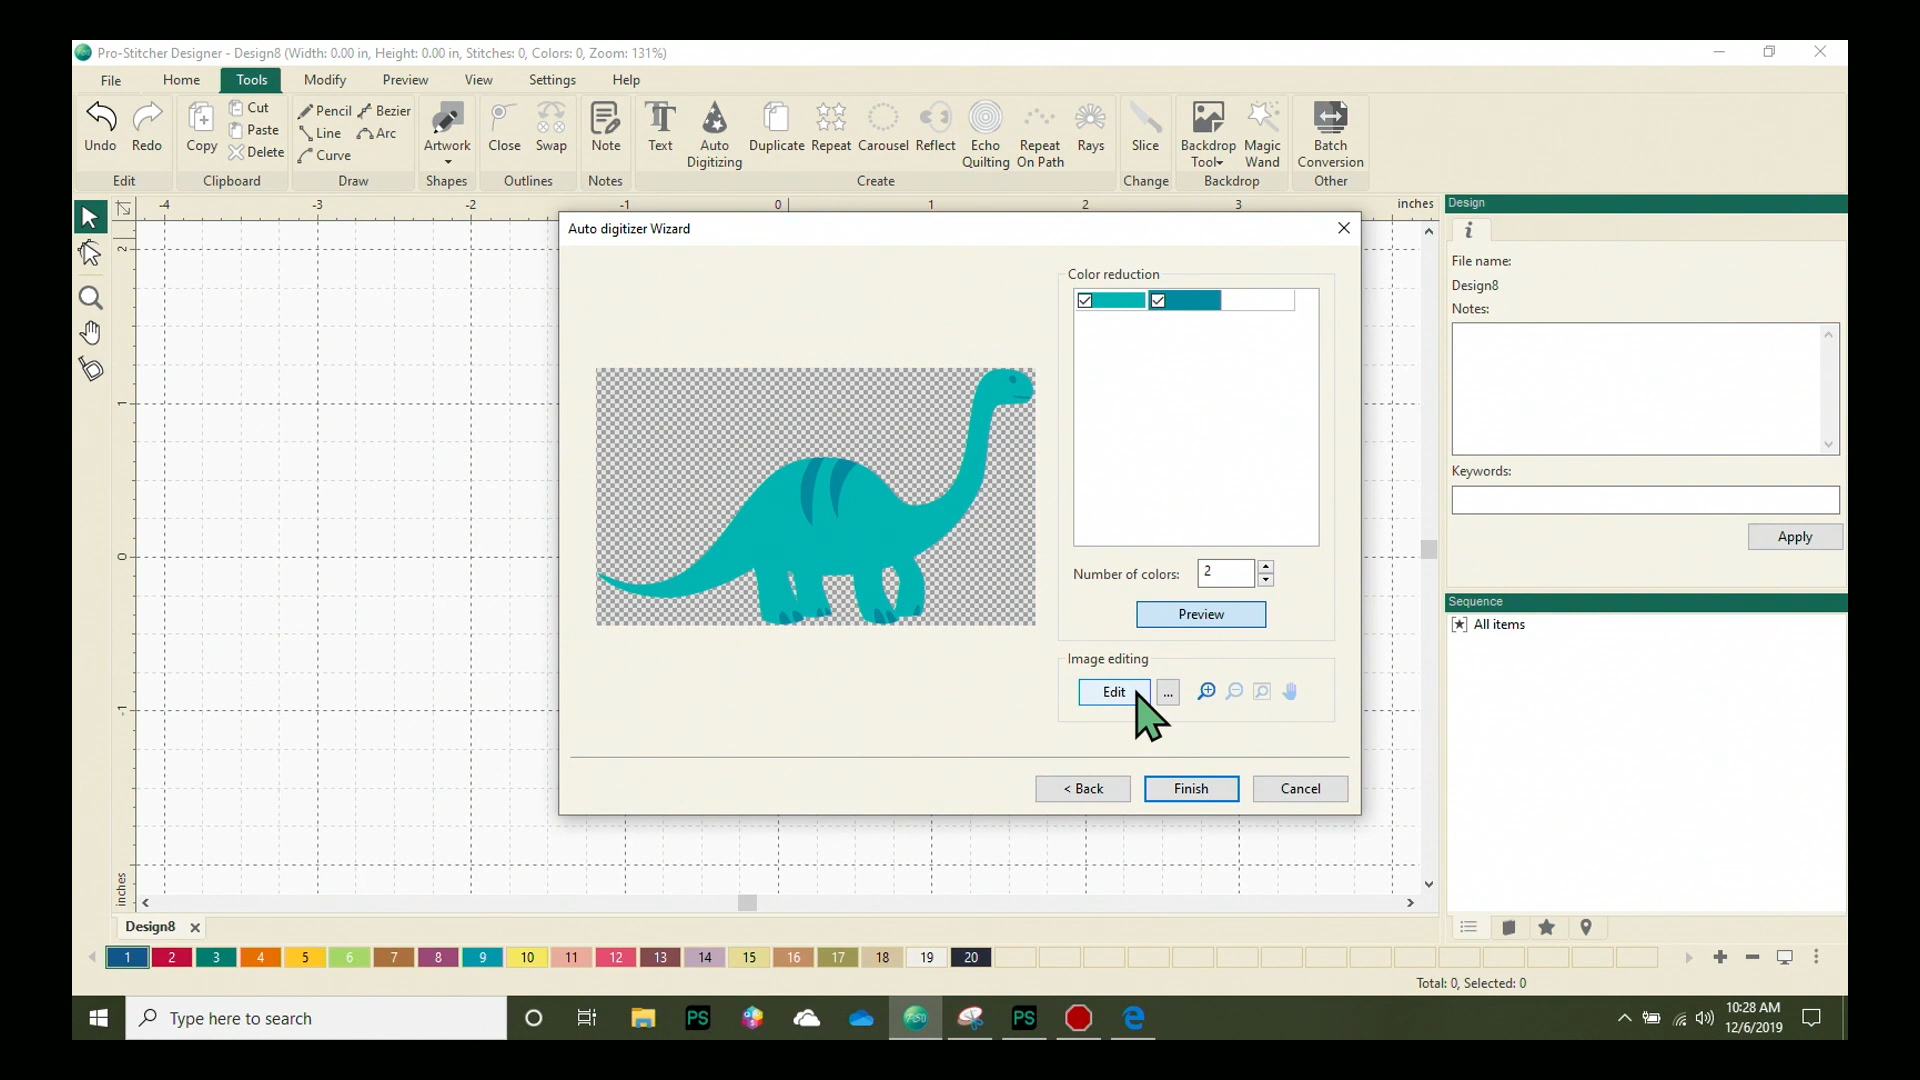 Pro-Stitcher Designer - Design8 (Width: 0.00 in, Height: 0.00 in, Stitches: 0, Colors: 0, Zoom: 131%)
File Home Tools Modify Preview View Settings Help
Undo Redo Copy Cut Paste Delete Pencil Bezier Line Arc Curve Artwork Close Swap Note Text Auto Digitizing Duplicate Repeat Carousel Reflect Echo Quilting Repeat On Path Rays Slice Backdrop Tool Magic Wand Batch Conversion
Edit Clipboard Draw Shapes Outlines Notes Create Change Backdrop Other
-4 -3 -2 -1 0 1 2 3 inches
2
1
0
-1
inches
Auto digitizer Wizard
Color reduction
Number of colors: 2
Preview
Image editing
Edit ...
< Back Finish Cancel
Design
i
File name:
Design8
Notes:
Keywords:
Apply
Sequence
All items
Design8
1 2 3 4 5 6 7 8 9 10 11 12 13 14 15 16 17 18 19 20
Total: 0, Selected: 0
Type here to search
PS
PS
10:28 AM
12/6/2019